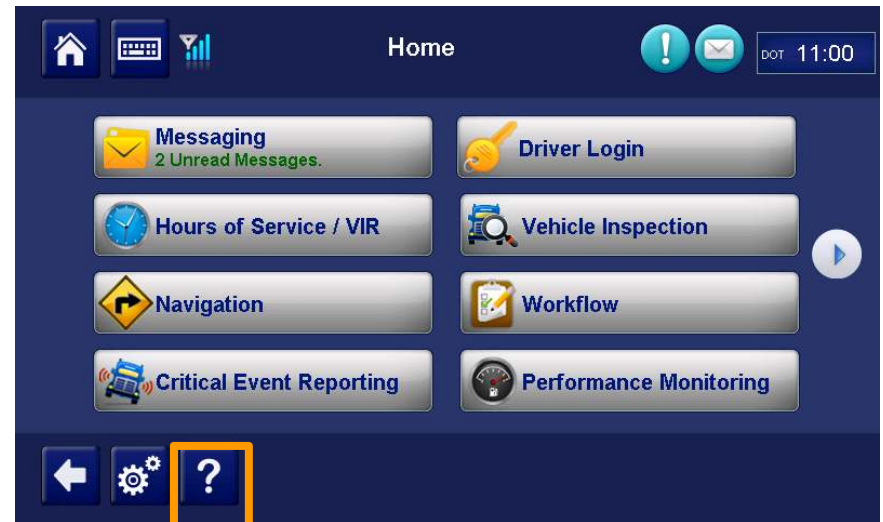 Home
DOT 11:00
Messaging
2 Unread Messages.
Driver Login
Hours of Service / VIR
Vehicle Inspection
Navigation
Workflow
Critical Event Reporting
Performance Monitoring
?